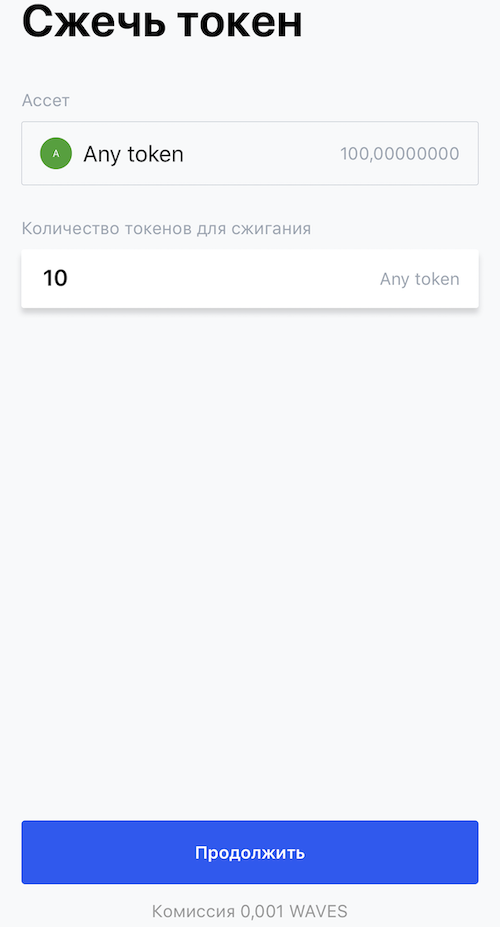 Сжечь токен
Ассет
A Any token 100,00000000
Количество токенов для сжигания
10 Any token
Продолжить
Комиссия 0,001 WAVES